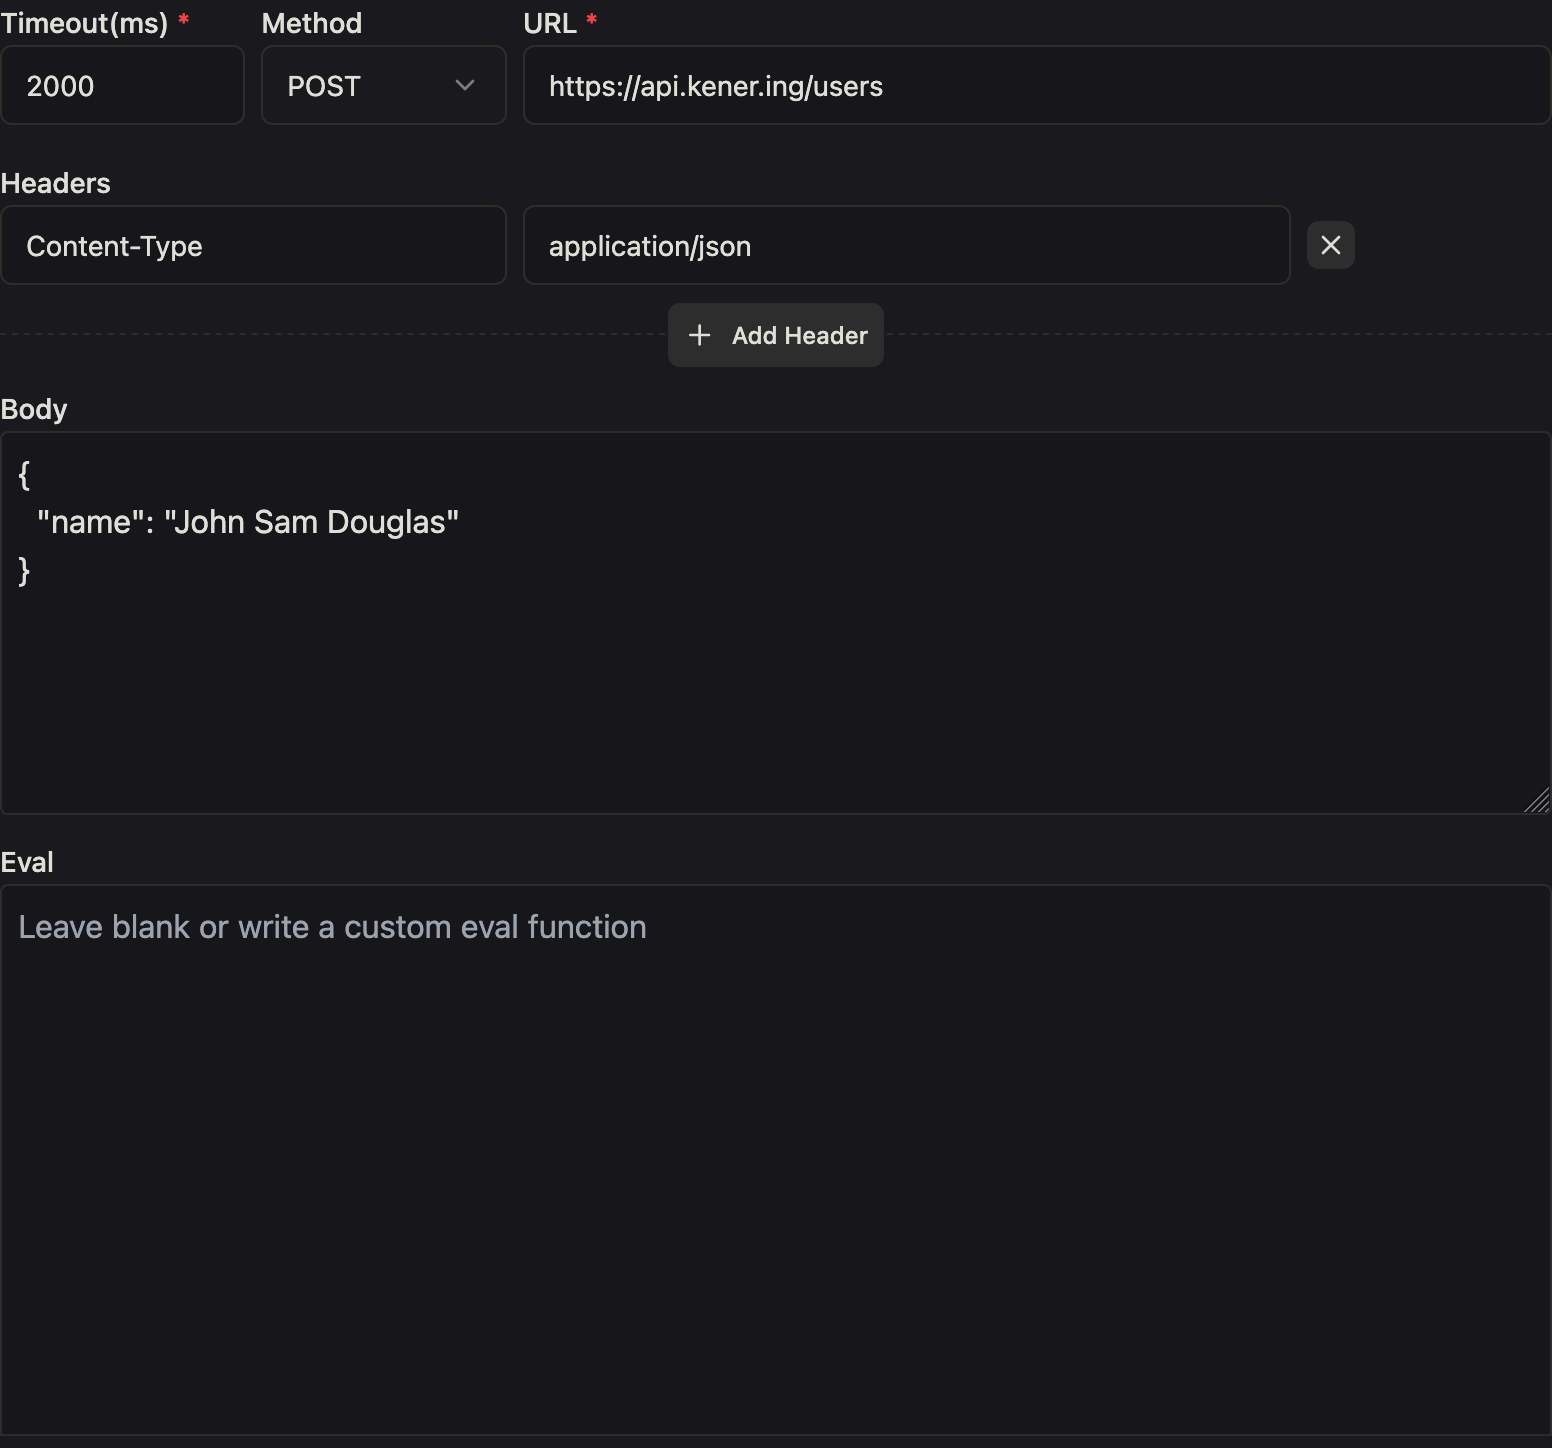 Timeout(ms) * Method URL *
2000 POST https://api.kener.ing/users
Headers
Content-Type application/json
Add Header
Body
{
"name": "John Sam Douglas"
}
Eval
Leave blank or write a custom eval function